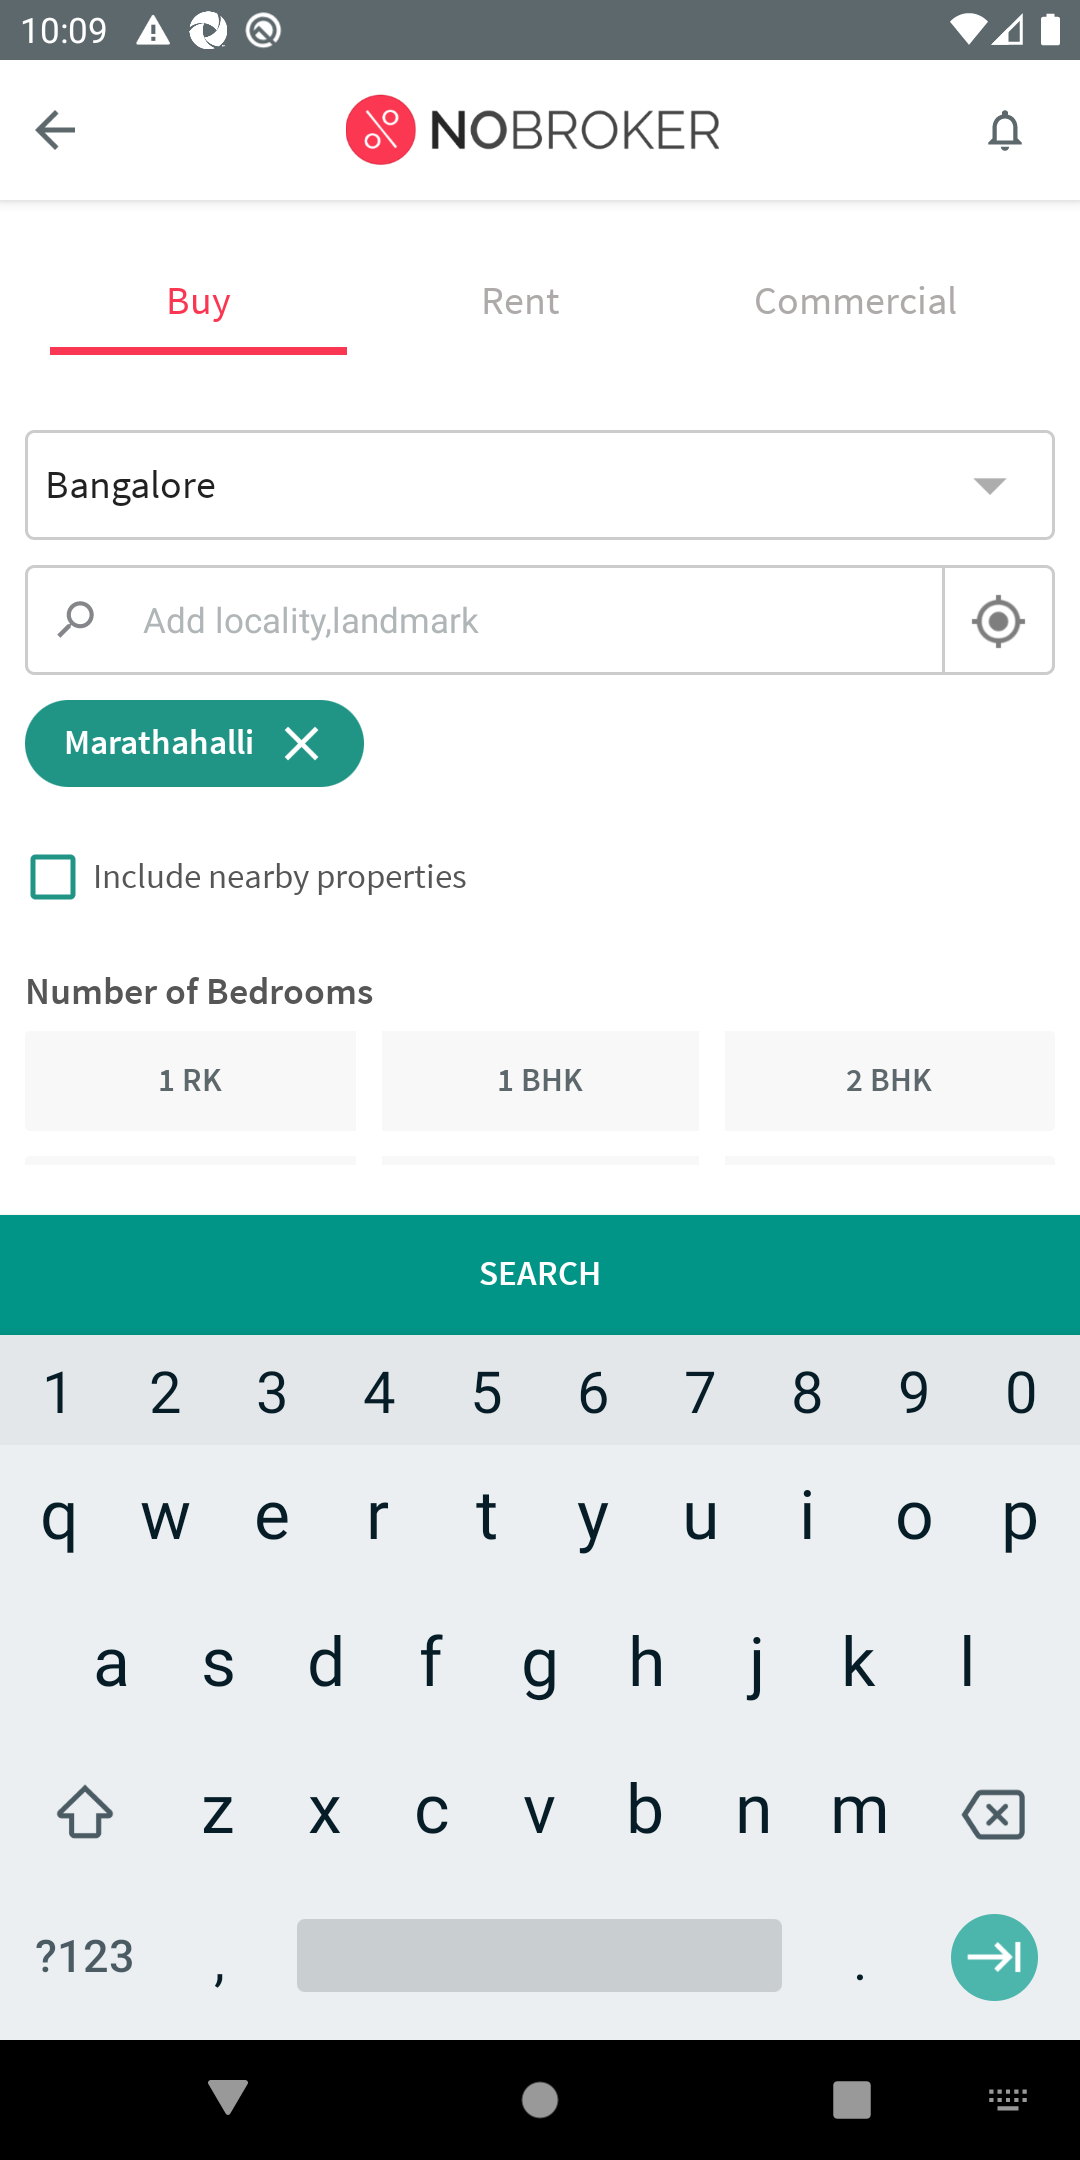 10:09
NOBROKER
Buy Rent Commercial
Bangalore
Add locality,landmark
Marathahalli
Include nearby properties
Number of Bedrooms
1 RK 1 BHK 2 BHK
SEARCH
1 2 3 4 5 6 7 8 9 0
q w e r t y u i o p
a s d f g h j k l
z x c v b n m
?123 , .